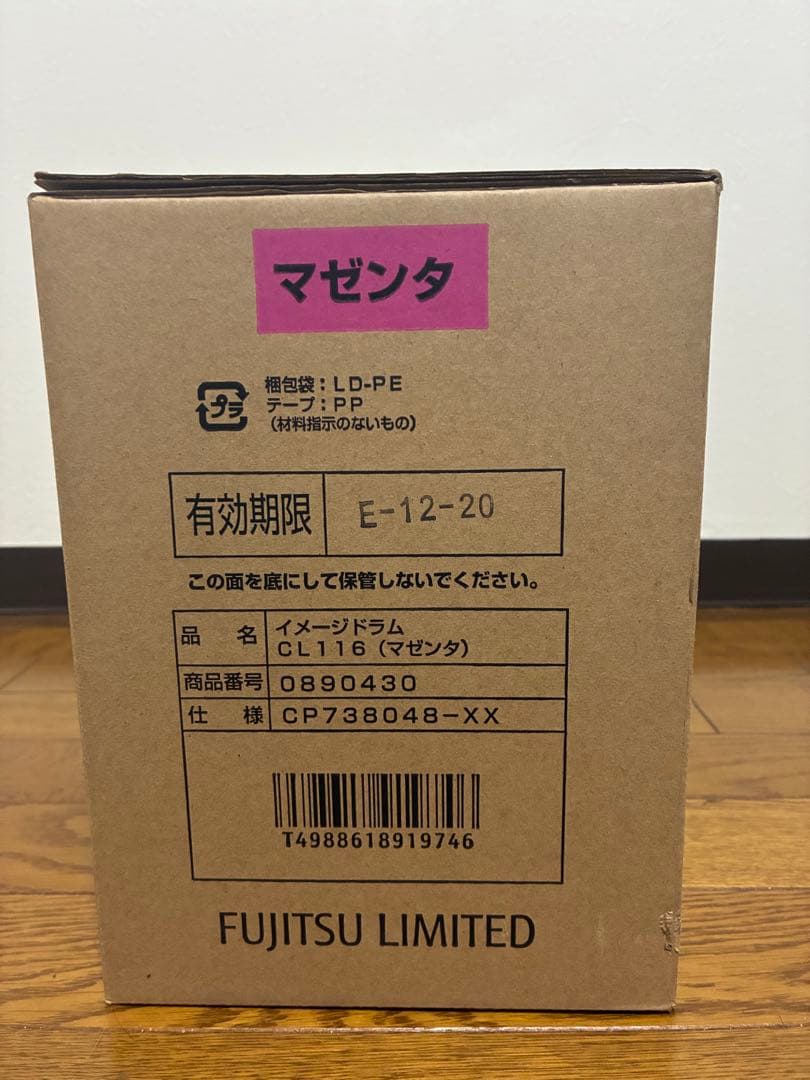 マゼンタ
プラ
梱包袋：LD-PE
テープ：PP
（材料指示のないもの）
有効期限 E-12-20
この面を底にして保管しないでください。
品 名 イメージドラム
CL116（マゼンタ）
商品番号 0890430
仕 様 CP738048-XX
T4988618919746
FUJITSU LIMITED